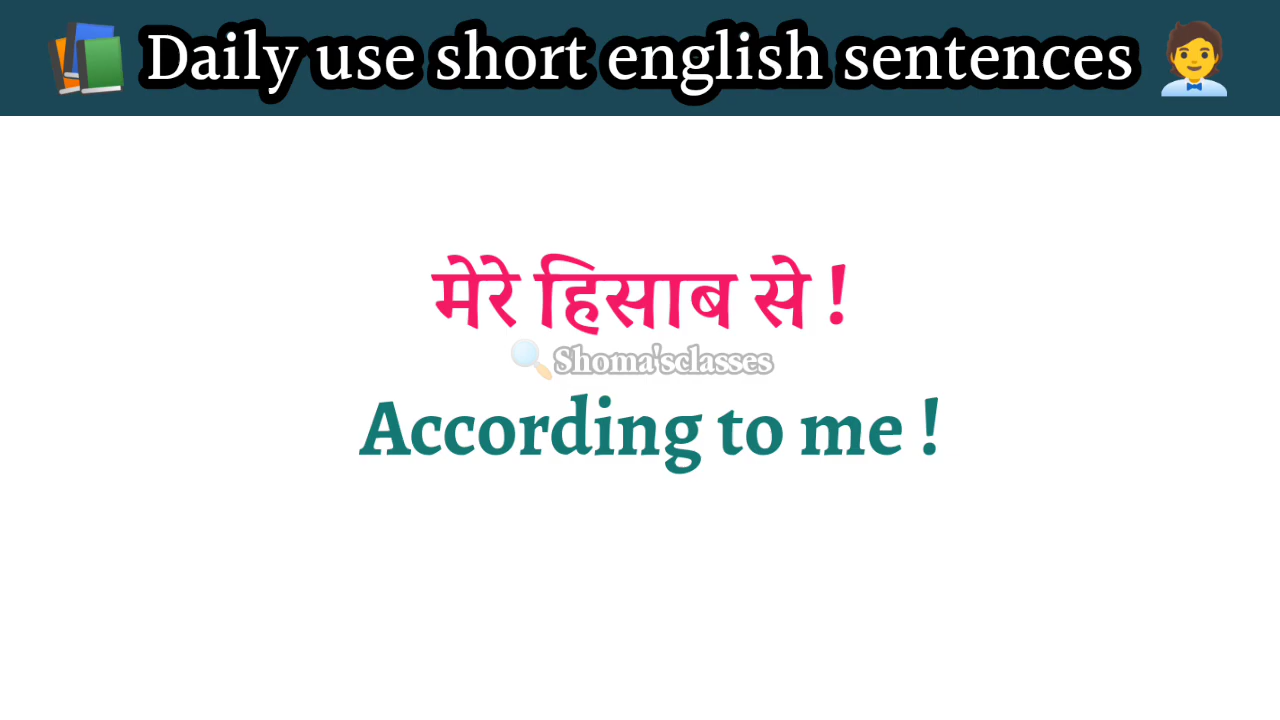 Daily use short english sentences
मेरे हिसाब से !
Shoma'sclasses
According to me !